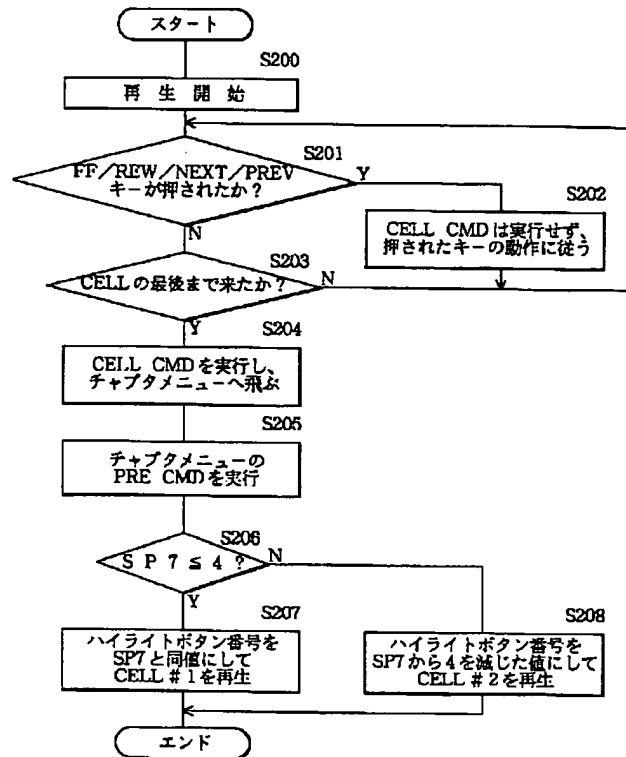 スタート
S200
再 生 開 始
S201
FF/REW/NEXT/PREV
キーが押されたか?
Y
N
S202
CELL CMDは実行せず、
押されたキーの動作に従う
S203
CELLの最後まで来たか?
N
Y
S204
CELL CMDを実行し、
チャプタメニューへ飛ぶ
S205
チャプタメニューの
PRE CMDを実行
S206
S P 7 ≦ 4 ?
N
Y
S207
ハイライトボタン番号を
SP7と同値にして
CELL #1を再生
S208
ハイライトボタン番号を
SP7から4を減じた値にして
CELL #2を再生
エンド